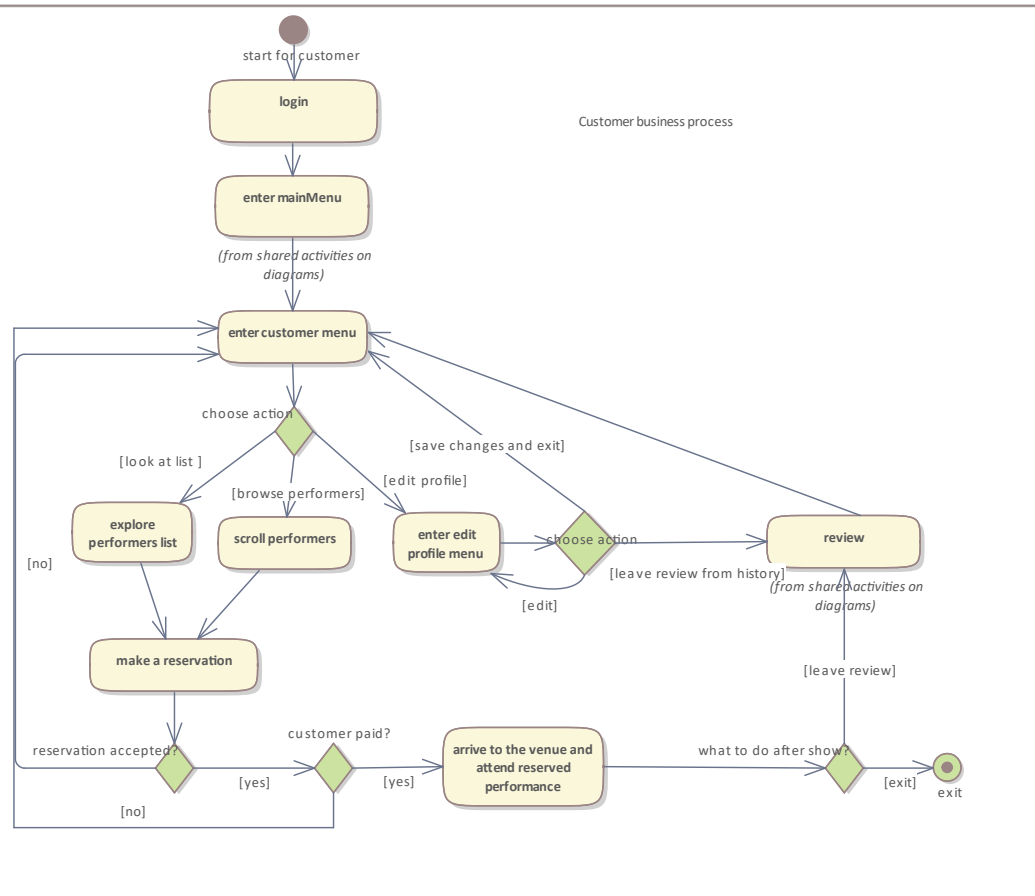 start for customer
login
Customer business process
enter mainMenu
(from shared activities on
diagrams)
enter customer menu
choose action
[save changes and exit]
[look at list ]
[edit profile]
[browse performers]
explore
performers list
scroll performers
enter edit
profile menu
choose action
review
[no]
[leave review from history]
(from shared activities on
diagrams)
[edit]
make a reservation
[leave review]
customer paid?
reservation accepted?
arrive to the venue and
attend reserved
performance
what to do after show?
[yes]
[yes]
[exit]
exit
[no]